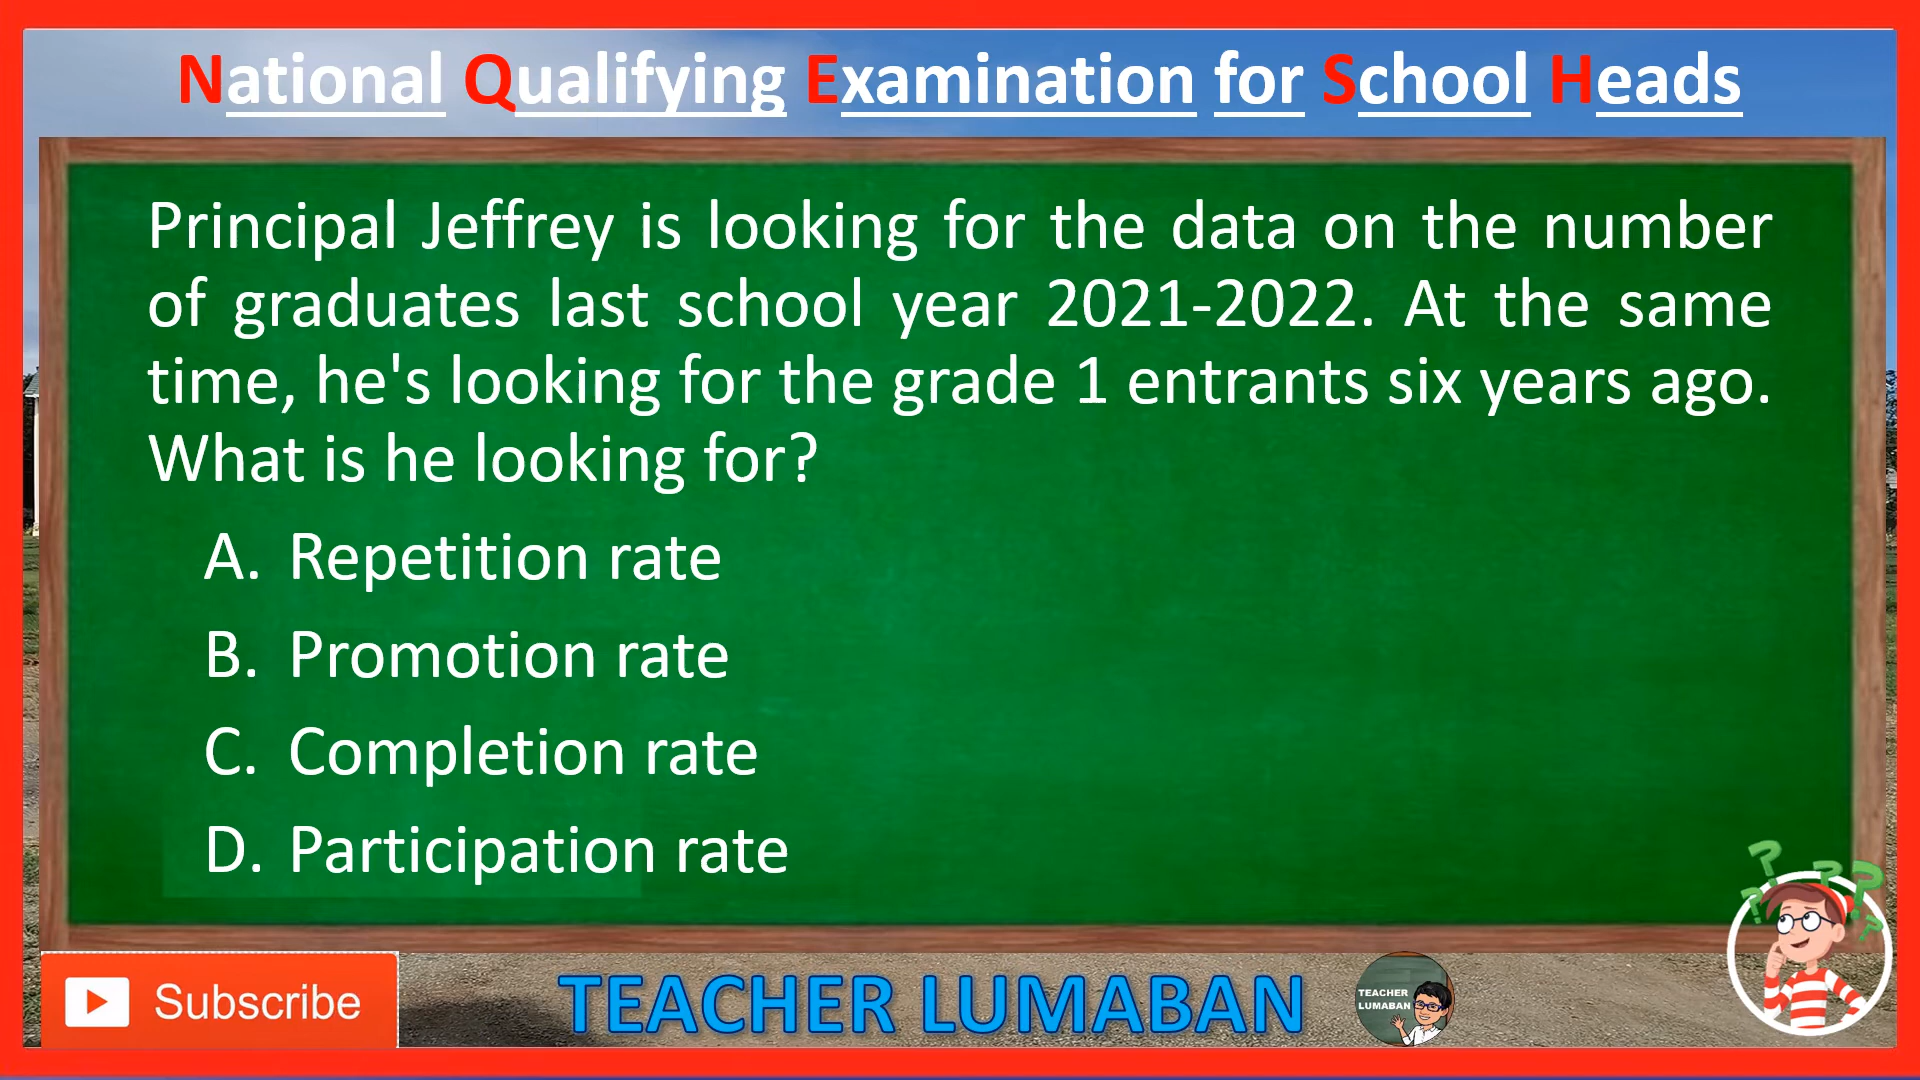 National Qualifying Examination for School Heads
Principal Jeffrey is looking for the data on the number
of graduates last school year 2021-2022. At the same
time, he's looking for the grade 1 entrants six years ago.
What is he looking for?
A. Repetition rate
B. Promotion rate
C. Completion rate
D. Participation rate
Subscribe
TEACHER LUMABAN
TEACHER
LUMABAN